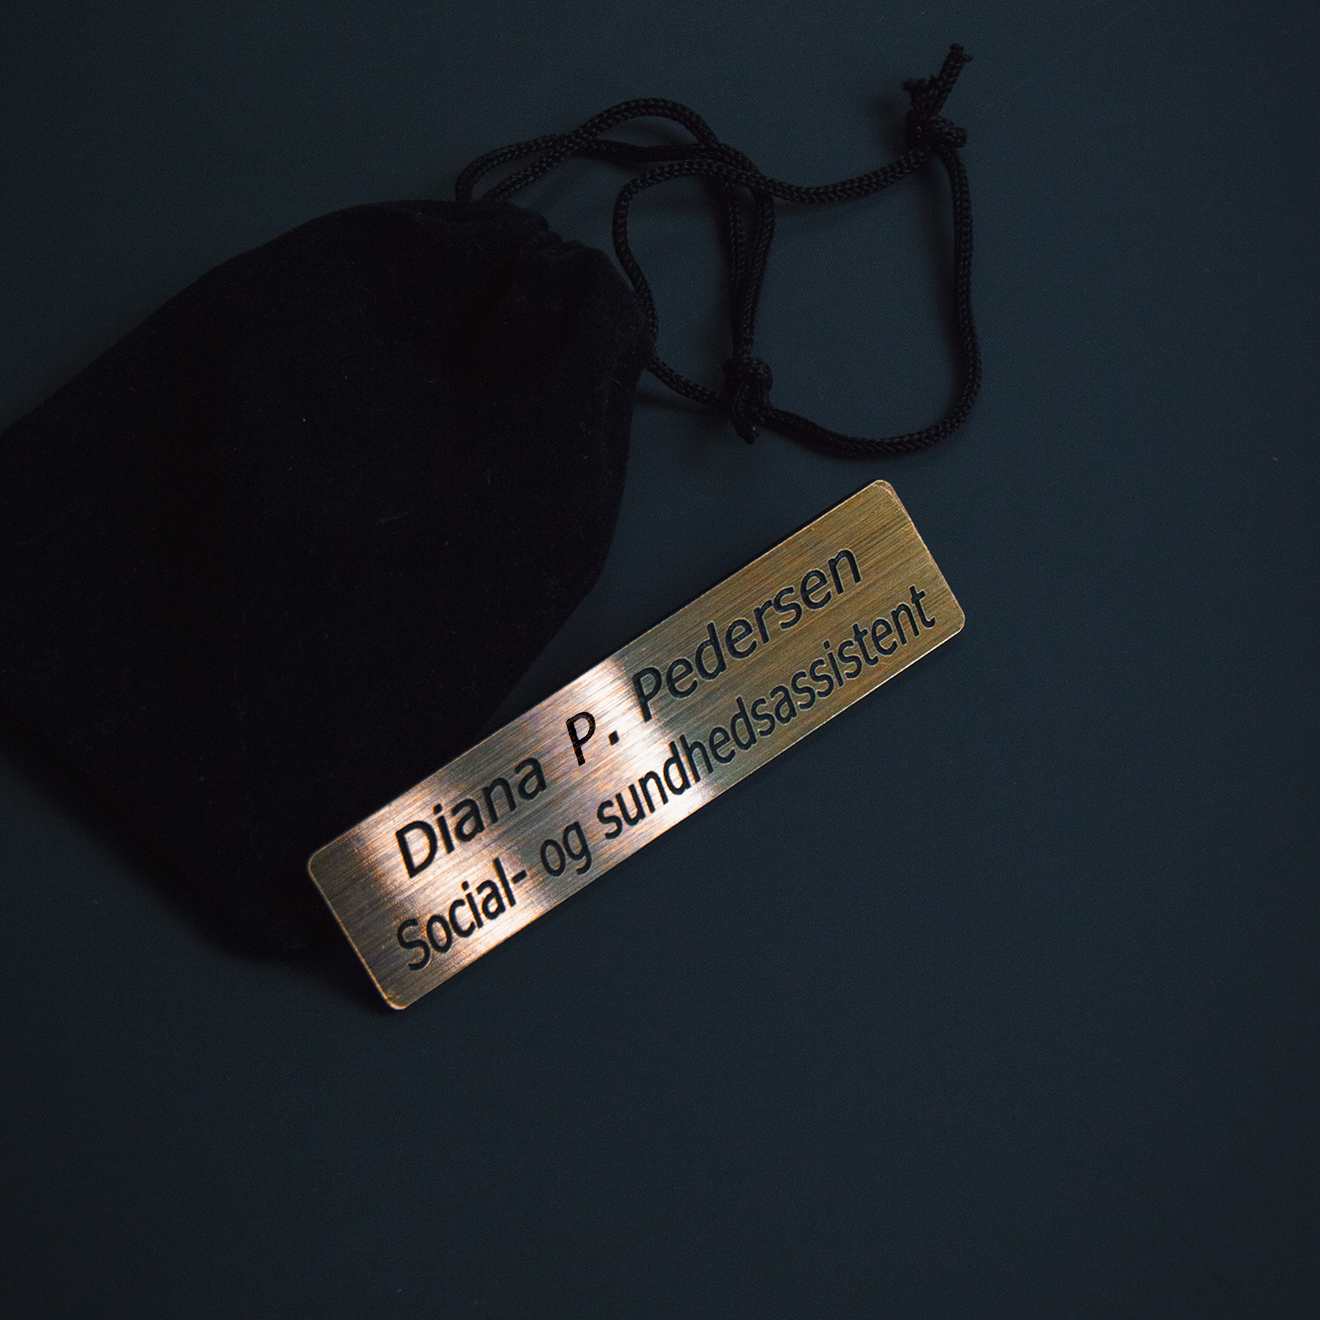 Diana P. Pedersen
Social- og sundhedsassistent